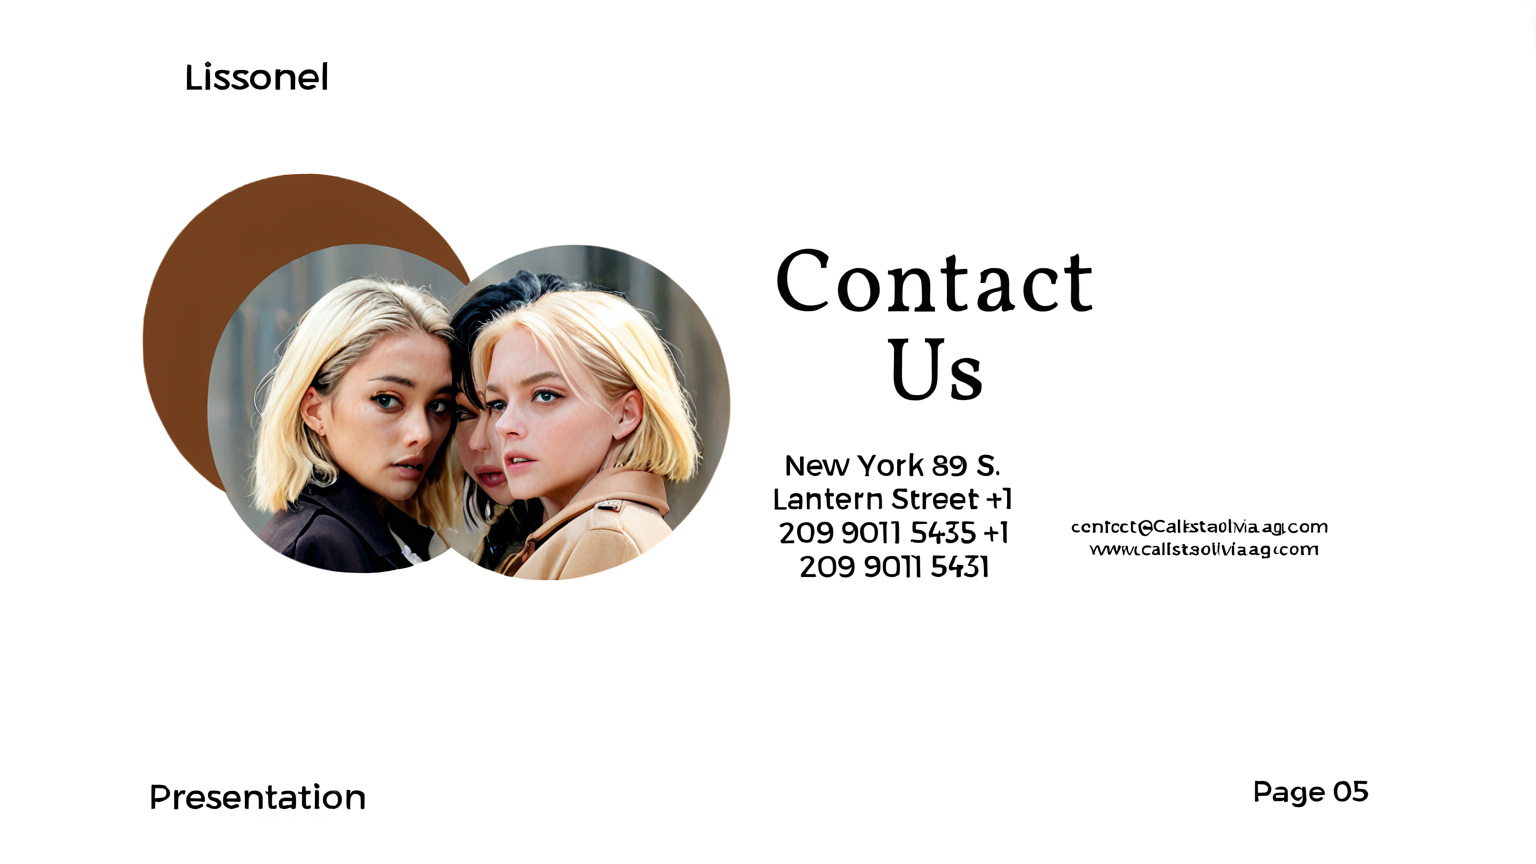 Lissonel
Contact
Us
New York 89 S.
Lantern Street +1
209 9011 5435 +1
209 9011 5431
Presentation
Page 05